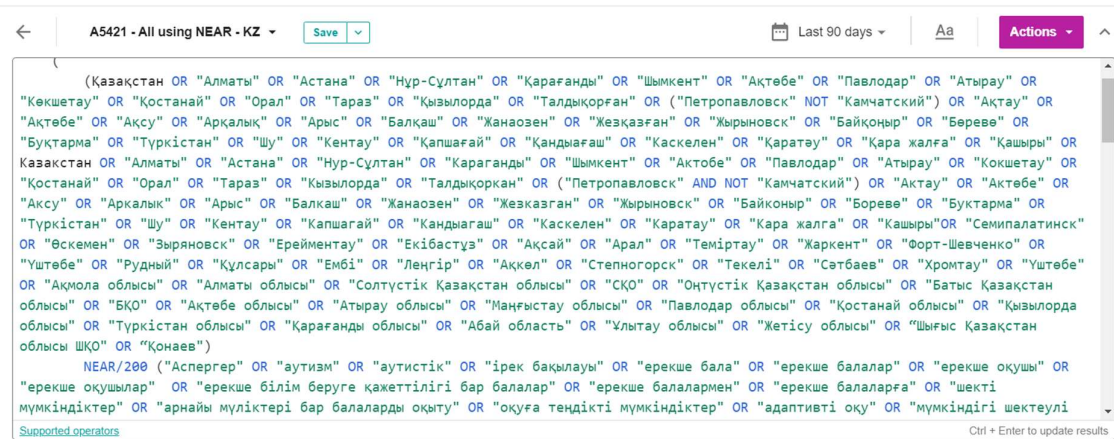 A5421 - All using NEAR - KZ
Save
Last 90 days
Aa
Actions
(
(Қазақстан OR "Алматы" OR "Астана" OR "Нұр-Сұлтан" OR "Қарағанды" OR "Шымкент" OR "Ақтөбе" OR "Павлодар" OR "Атырау" OR
"Көкшетау" OR "Қостанай" OR "Орал" OR "Тараз" OR "Қызылорда" OR "Талдықорған" OR ("Петропавловск" NOT "Камчатский") OR "Ақтау" OR
"Ақтөбе" OR "Ақсу" OR "Арқалық" OR "Арыс" OR "Балқаш" OR "Жанаозен" OR "Жезқазған" OR "Жырыновск" OR "Байқоңыр" OR "Бөревө" OR
"Буқтарма" OR "Түркістан" OR "Шу" OR "Кентау" OR "Қапшағай" OR "Қандыағаш" OR "Каскелен" OR "Қаратәу" OR "Қара жалға" OR "Қашыры" OR
Казакстан OR "Алматы" OR "Астана" OR "Нур-Сұлтан" OR "Караганды" OR "Шымкент" OR "Актобе" OR "Павлодар" OR "Атырау" OR "Кокшетау" OR
"Қостанай" OR "Орал" OR "Тараз" OR "Кызылорда" OR "Талдықоркан" OR ("Петропавловск" AND NOT "Камчатский") OR "Актау" OR "Актөбе" OR
"Аксу" OR "Аркалык" OR "Арыс" OR "Балкаш" OR "Жанаозен" OR "Жезказган" OR "Жырыновск" OR "Байконыр" OR "Бореве" OR "Буктарма" OR
"Түркістан" OR "Шу" OR "Кентау" OR "Капшагай" OR "Кандыагаш" OR "Каскелен" OR "Каратау" OR "Кара жалга" OR "Кашыры"OR "Семипалатинск"
OR "Өскемен" OR "Зыряновск" OR "Ерейментау" OR "Екібастұз" OR "Ақсай" OR "Арал" OR "Теміртау" OR "Жаркент" OR "Форт-Шевченко" OR
"Үштөбе" OR "Рудный" OR "Құлсары" OR "Ембі" OR "Леңгір" OR "Ақкөл" OR "Степногорск" OR "Текелі" OR "Сәтбаев" OR "Хромтау" OR "Үштөбе"
OR "Ақмола облысы" OR "Алматы облысы" OR "Солтүстік Қазақстан облысы" OR "СҚО" OR "Оңтүстік Қазақстан облысы" OR "Батыс Қазақстан
облысы" OR "БҚО" OR "Ақтөбе облысы" OR "Атырау облысы" OR "Маңғыстау облысы" OR "Павлодар облысы" OR "Қостанай облысы" OR "Қызылорда
облысы" OR "Түркістан облысы" OR "Қарағанды облысы" OR "Абай область" OR "Ұлытау облысы" OR "Жетісу облысы" OR “Шығыс Қазақстан
облысы ШҚО" OR “Қонаев")
NEAR/200 ("Аспергер" OR "аутизм" OR "аутистік" OR "ірек бақылауы" OR "ерекше бала" OR "ерекше балалар" OR "ерекше оқушы" OR
"ерекше оқушылар" OR "ерекше білім беруге қажеттілігі бар балалар" OR "ерекше балалармен" OR "ерекше балаларға" OR "шекті
мүмкіндіктер" OR "арнайы мүліктері бар балаларды оқыту" OR "оқуға теңдікті мүмкіндіктер" OR "адаптивті оқу" OR "мүмкіндігі шектеулі
Supported operators
Ctrl + Enter to update results